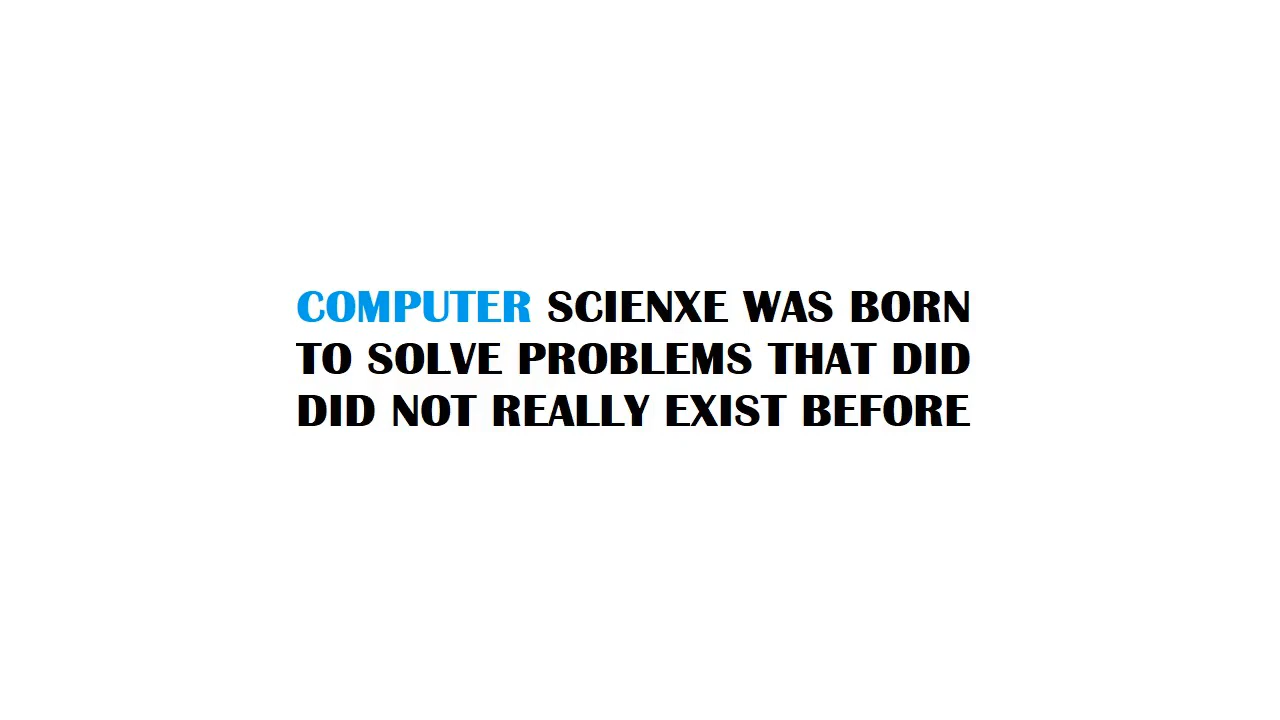 COMPUTER SCIENXE WAS BORN
TO SOLVE PROBLEMS THAT DID
DID NOT REALLY EXIST BEFORE